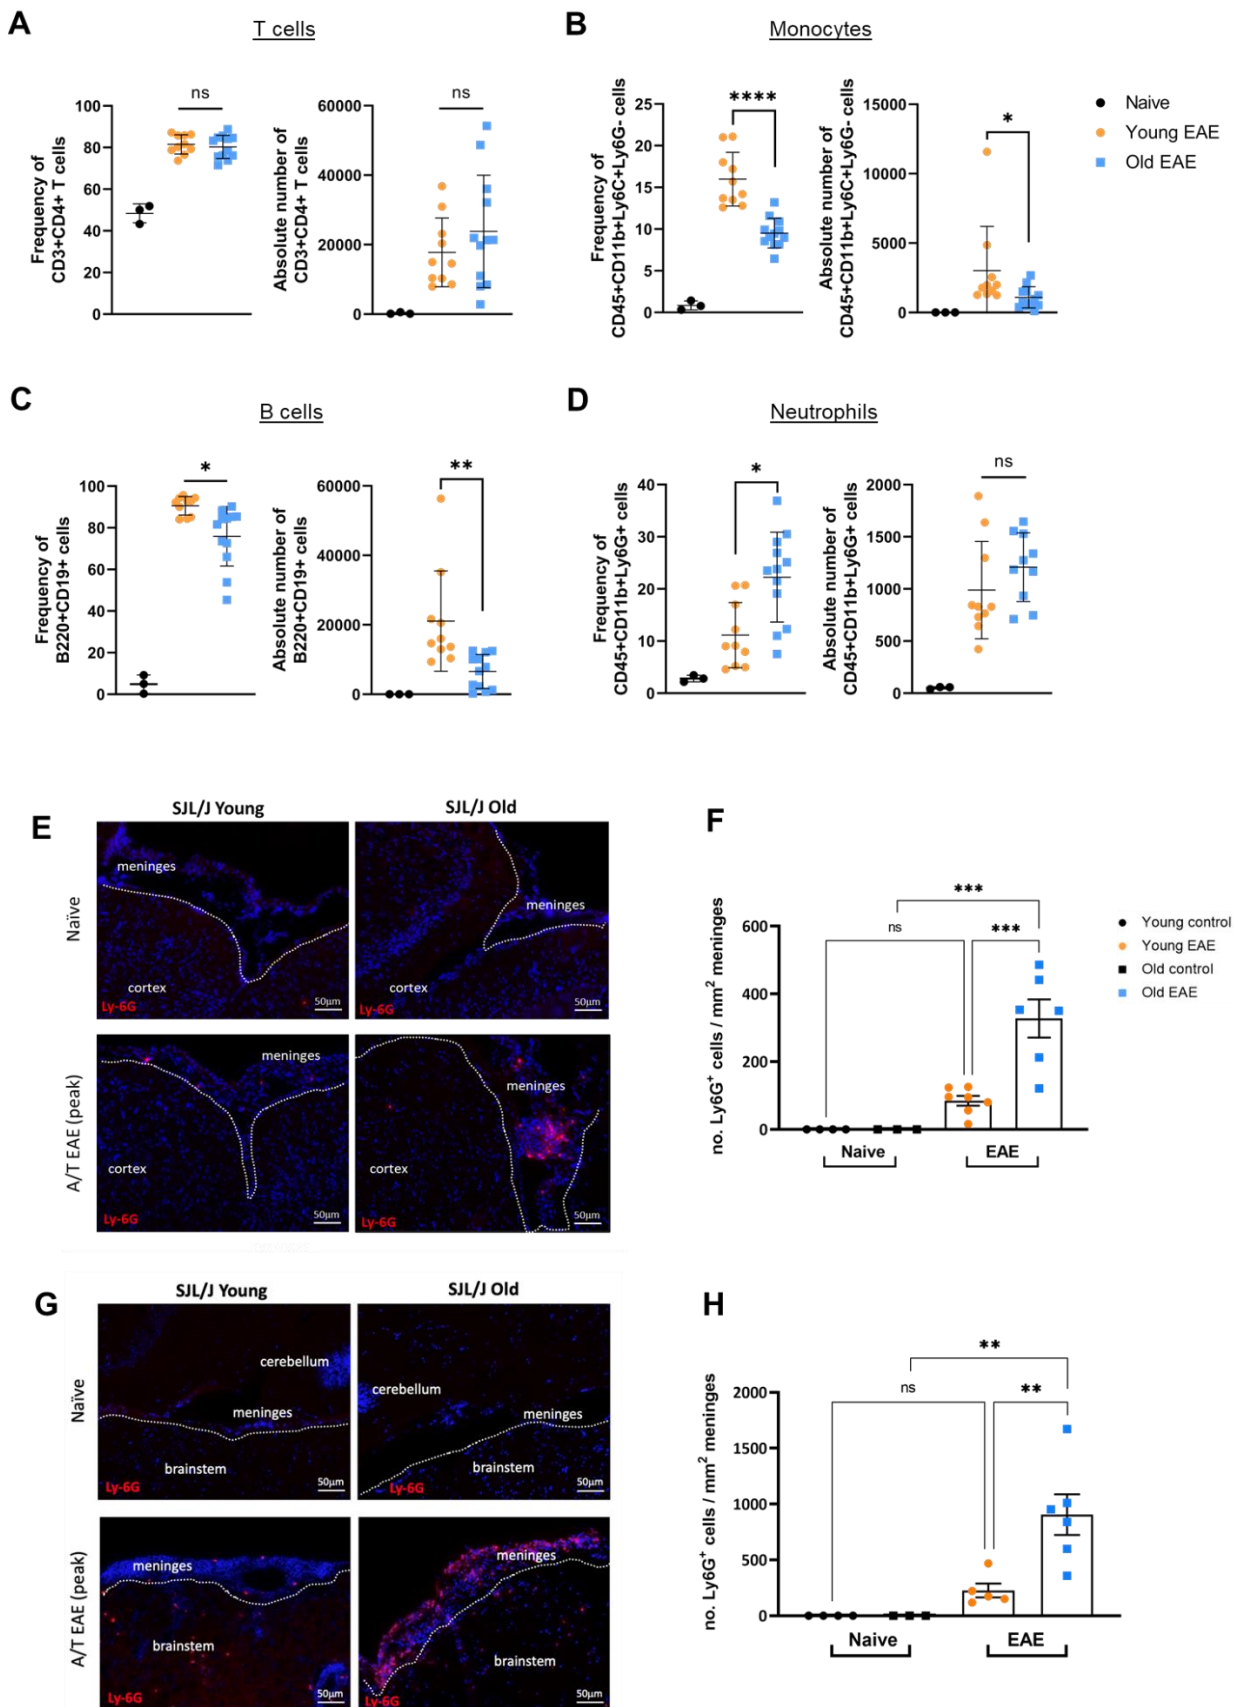 A
T cells
Frequency of
CD3+CD4+ T cells
100
80
60
40
20
0
ns
Absolute number of
CD3+CD4+ T cells
60000
40000
20000
0
ns
B
Monocytes
Frequency of
CD45+CD11b+Ly6C+Ly6G- cells
25
20
15
10
5
0
****
Absolute number of
CD45+CD11b+Ly6C+Ly6G- cells
15000
10000
5000
0
*
Naive
Young EAE
Old EAE
C
B cells
Frequency of
B220+CD19+ cells
100
80
60
40
20
0
*
Absolute number of
B220+CD19+ cells
60000
40000
20000
0
**
D
Neutrophils
Frequency of
CD45+CD11b+Ly6G+ cells
40
30
20
10
0
*
Absolute number of
CD45+CD11b+Ly6G+ cells
2000
1500
1000
500
0
ns
E
SJL/J Young
SJL/J Old
Naïve
meninges
cortex
Ly-6G
50µm
meninges
cortex
Ly-6G
50µm
A/T EAE (peak)
meninges
cortex
Ly-6G
50µm
meninges
cortex
Ly-6G
50µm
F
no. Ly6G⁺ cells / mm² meninges
600
400
200
0
ns
***
***
Naive
EAE
Young control
Young EAE
Old control
Old EAE
G
SJL/J Young
SJL/J Old
Naïve
cerebellum
meninges
brainstem
Ly-6G
50µm
cerebellum
meninges
brainstem
Ly-6G
50µm
A/T EAE (peak)
meninges
brainstem
Ly-6G
50µm
meninges
brainstem
Ly-6G
50µm
H
no. Ly6G⁺ cells / mm² meninges
2000
1500
1000
500
0
ns
**
**
Naive
EAE